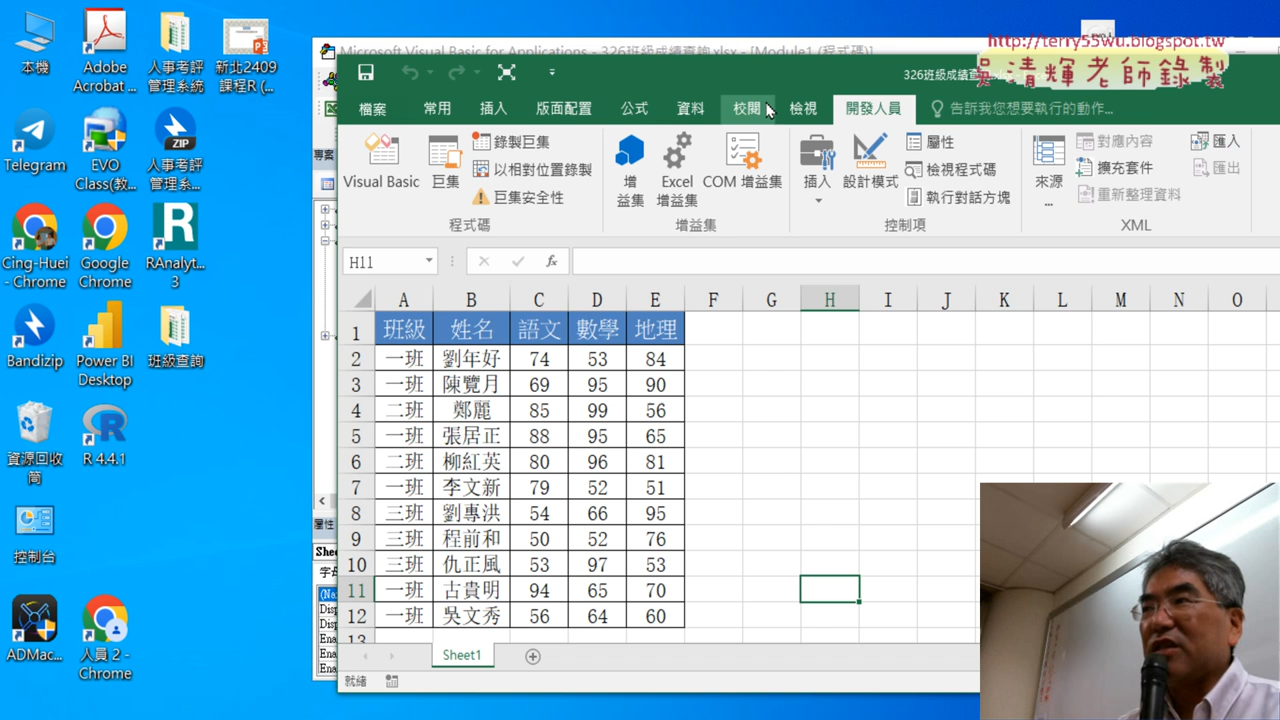 本機
Adobe
Acrobat ...
人事考評
管理系統
新北2409
課程R (...
Telegram
EVO
Class(教...
ZIP
人事考評
管理系...
Cing-Huei
- Chrome
Google
Chrome
RAnalyt...
3
Bandizip
Power BI
Desktop
班級查詢
資源回收
筒
R 4.4.1
控制台
ADMac...
人員 2 -
Chrome
Microsoft Visual Basic for Applications - 326班級成績查詢.xlsx - [Module1 (程式碼)]
http://terry55wu.blogspot.tw
吳清輝老師錄製
檔案 常用 插入 版面配置 公式 資料 校閱 檢視 開發人員 告訴我您想要執行的動作...
Visual Basic
巨集
錄製巨集
以相對位置錄製
巨集安全性
程式碼
增
益集
Excel
增益集
COM 增益集
增益集
插入
設計模式
屬性
檢視程式碼
執行對話方塊
控制項
來源
...
對應內容
擴充套件
重新整理資料
匯入
匯出
XML
H11
fx
A B C D E F G H I J K L M N O
1 班級 姓名 語文 數學 地理
2 一班 劉年好 74 53 84
3 一班 陳覽月 69 95 90
4 二班 鄭麗 85 99 56
5 一班 張居正 88 95 65
6 二班 柳紅英 80 96 81
7 一班 李文新 79 52 51
8 三班 劉專洪 54 66 95
9 三班 程前和 50 52 76
10 三班 仇正風 53 97 53
11 一班 古貴明 94 65 70
12 一班 吳文秀 56 64 60
13
Sheet1
就緒
專案
屬性